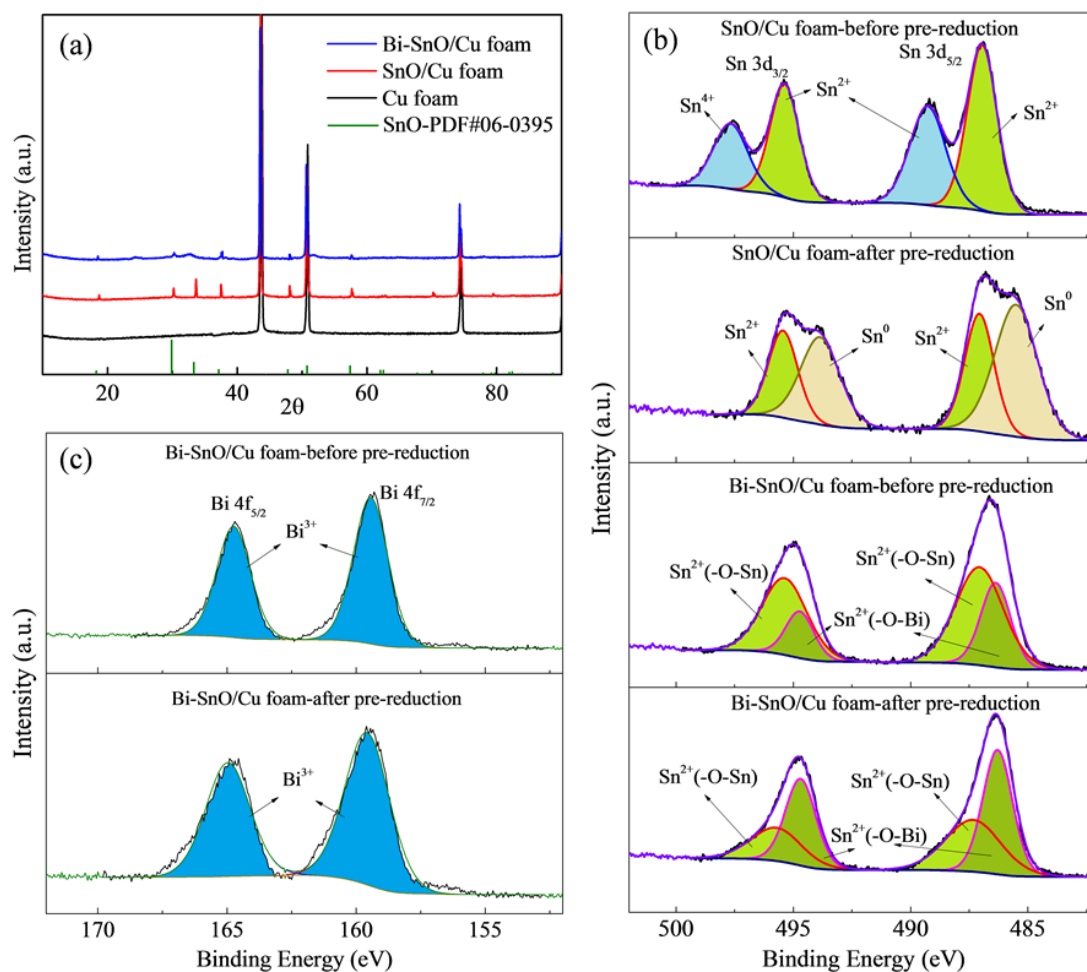 (a)
Bi-SnO/Cu foam
SnO/Cu foam
Cu foam
SnO-PDF#06-0395
Intensity (a.u.)
20 40 60 80
2θ
(b)
SnO/Cu foam-before pre-reduction
Sn 3d3/2
Sn 3d5/2
Sn4+
Sn2+
Sn2+
SnO/Cu foam-after pre-reduction
Sn2+
Sn0
Sn2+
Sn0
Bi-SnO/Cu foam-before pre-reduction
Sn2+(-O-Sn)
Sn2+(-O-Sn)
Sn2+(-O-Bi)
Bi-SnO/Cu foam-after pre-reduction
Sn2+(-O-Sn)
Sn2+(-O-Sn)
Sn2+(-O-Bi)
Intensity (a.u.)
500 495 490 485
Binding Energy (eV)
(c)
Bi-SnO/Cu foam-before pre-reduction
Bi 4f5/2
Bi 4f7/2
Bi3+
Bi-SnO/Cu foam-after pre-reduction
Bi3+
Intensity (a.u.)
170 165 160 155
Binding Energy (eV)